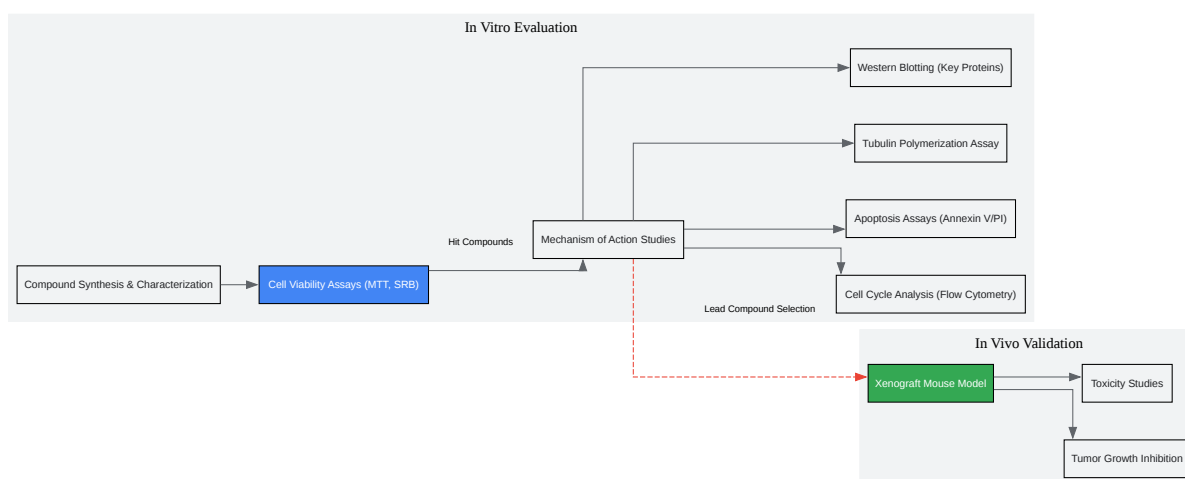 In Vitro Evaluation
Western Blotting (Key Proteins)
Tubulin Polymerization Assay
Apoptosis Assays (Annexin V/PI)
Mechanism of Action Studies
Hit Compounds
Compound Synthesis & Characterization
Cell Viability Assays (MTT, SRB)
Cell Cycle Analysis (Flow Cytometry)
Lead Compound Selection
In Vivo Validation
Xenograft Mouse Model
Toxicity Studies
Tumor Growth Inhibition